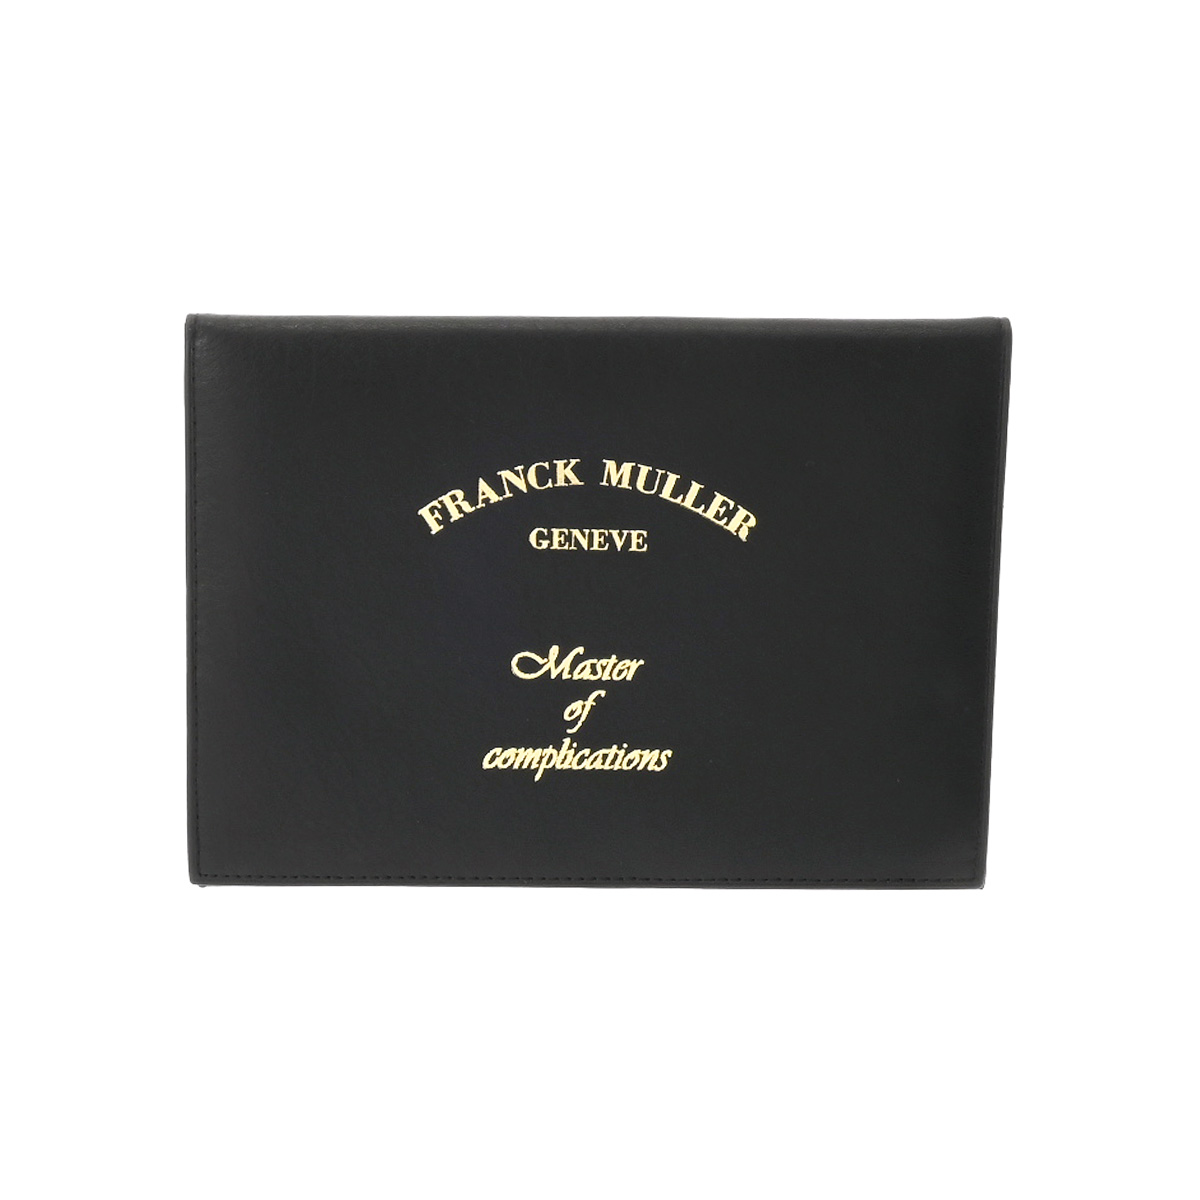 FRANCK MULLER
GENEVE
Master
of
complications